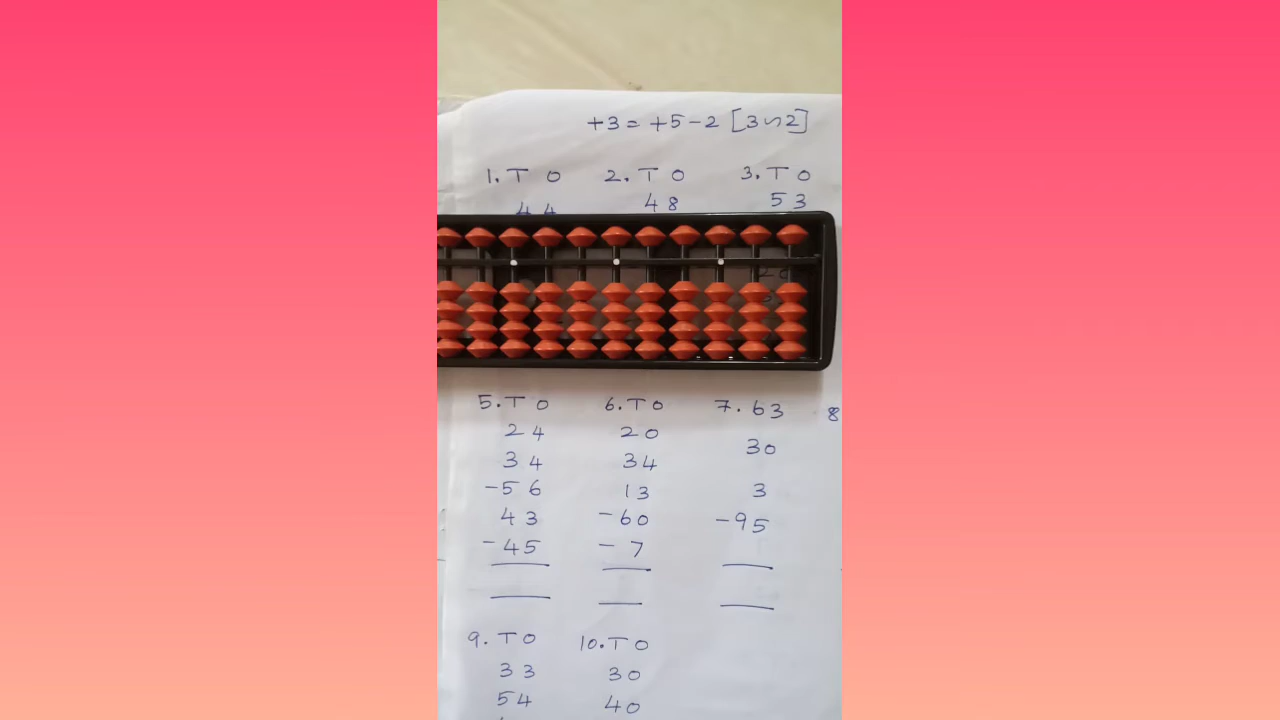 +3 = +5 - 2 [3 ∽ 2]
1. T O 2. T O 3. T O
44 48 53
5. T O 6. T O 7. 63 8
24 20 30
34 34 3
-56 13 -95
43 -60
-45 -7
9. T O 10. T O
33 30
54 40